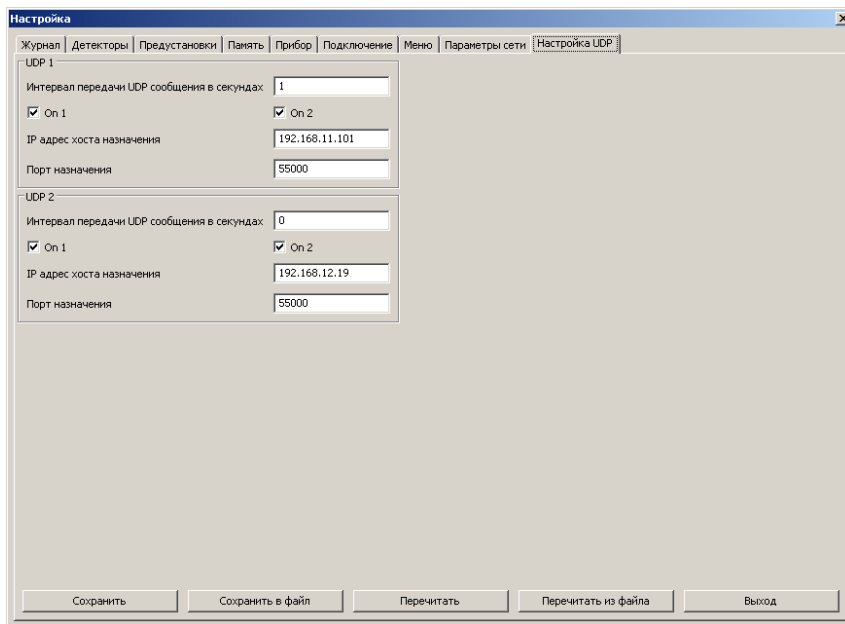 Настройка
Журнал Детекторы Предустановки Память Прибор Подключение Меню Параметры сети Настройка UDP
UDP 1
Интервал передачи UDP сообщения в секундах 1
On 1 On 2
IP адрес хоста назначения 192.168.11.101
Порт назначения 55000
UDP 2
Интервал передачи UDP сообщения в секундах 0
On 1 On 2
IP адрес хоста назначения 192.168.12.19
Порт назначения 55000
Сохранить Сохранить в файл Перечитать Перечитать из файла Выход